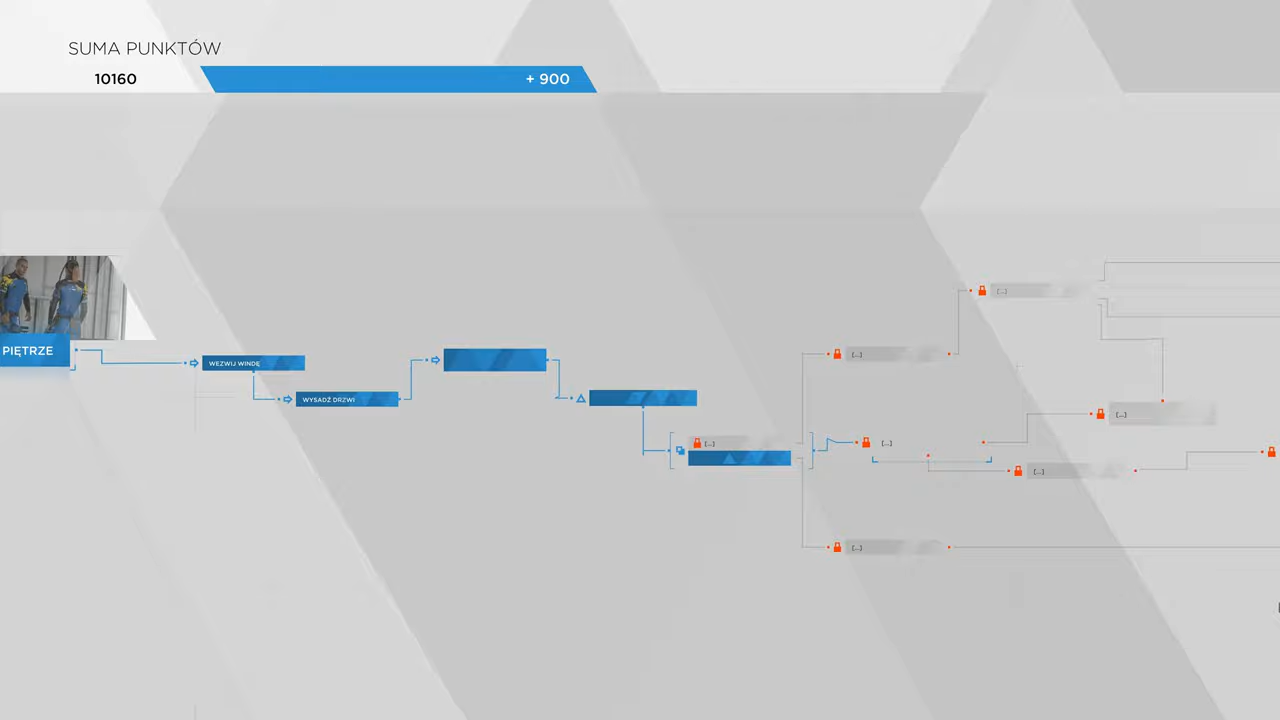 SUMA PUNKTÓW
10160
+ 900
PIĘTRZE
WEZWIJ WINDĘ
WYSADŹ DRZWI
[...]
[...]
[...]
[...]
[...]
[...]
[...]